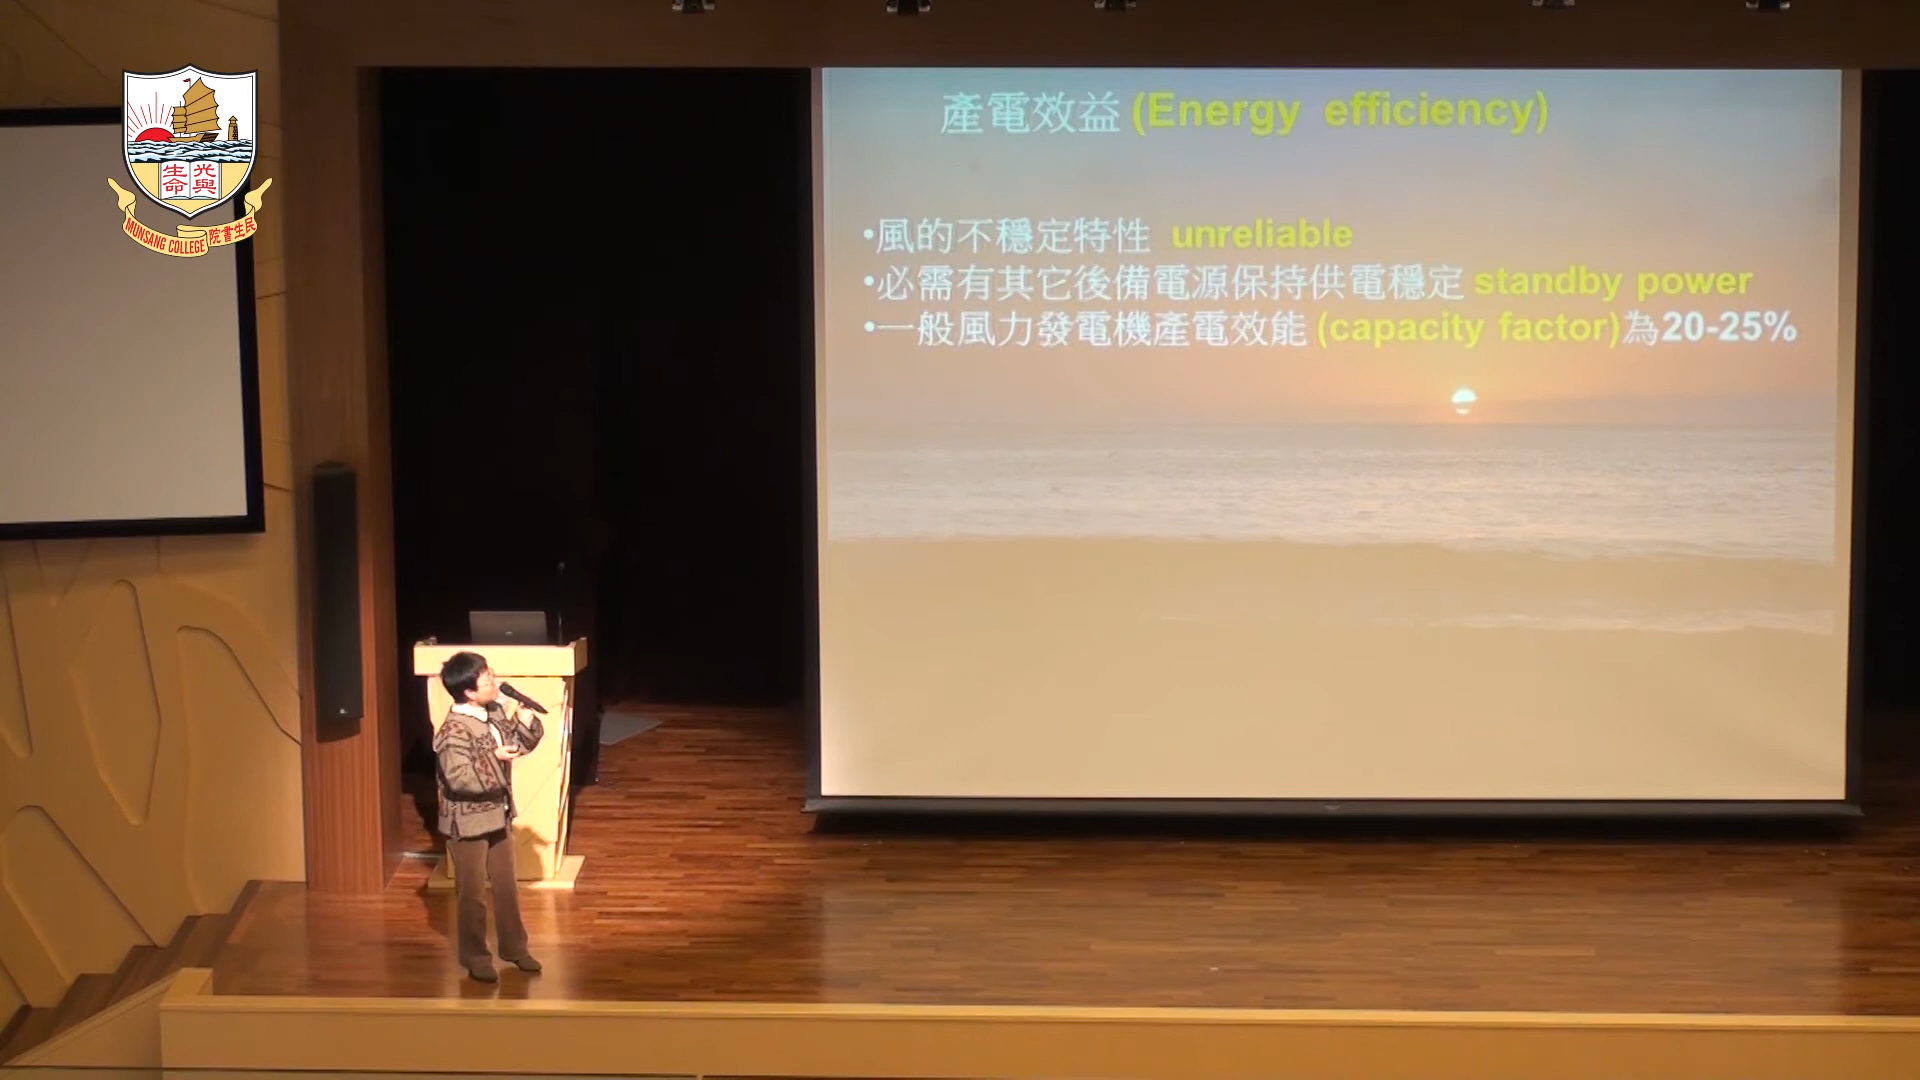 光與
生命
MUNSANG COLLEGE 院書生民
產電效益 (Energy efficiency)
•風的不穩定特性 unreliable
•必需有其它後備電源保持供電穩定 standby power
•一般風力發電機產電效能 (capacity factor)為20-25%